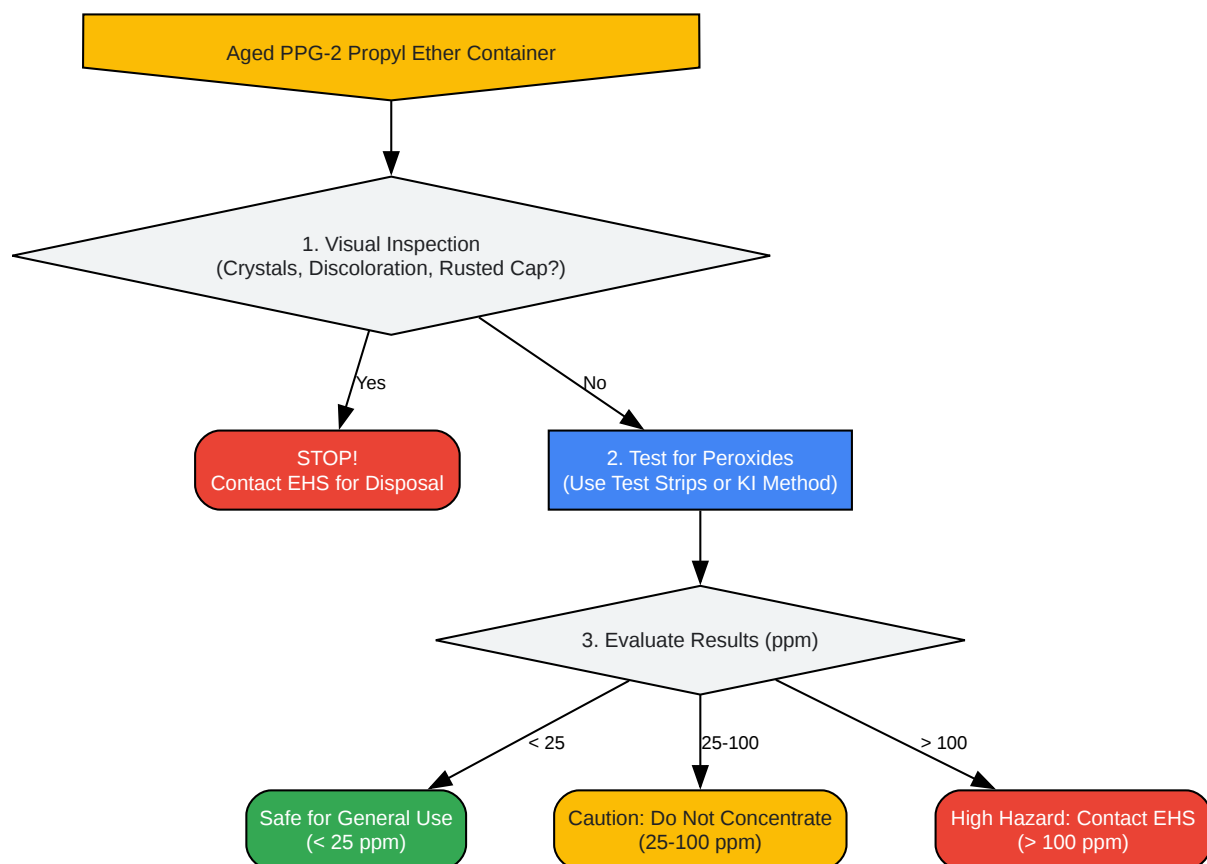 Aged PPG-2 Propyl Ether Container
1. Visual Inspection
(Crystals, Discoloration, Rusted Cap?)
Yes
No
STOP!
Contact EHS for Disposal
2. Test for Peroxides
(Use Test Strips or KI Method)
3. Evaluate Results (ppm)
< 25
25-100
> 100
Safe for General Use
(< 25 ppm)
Caution: Do Not Concentrate
(25-100 ppm)
High Hazard: Contact EHS
(> 100 ppm)